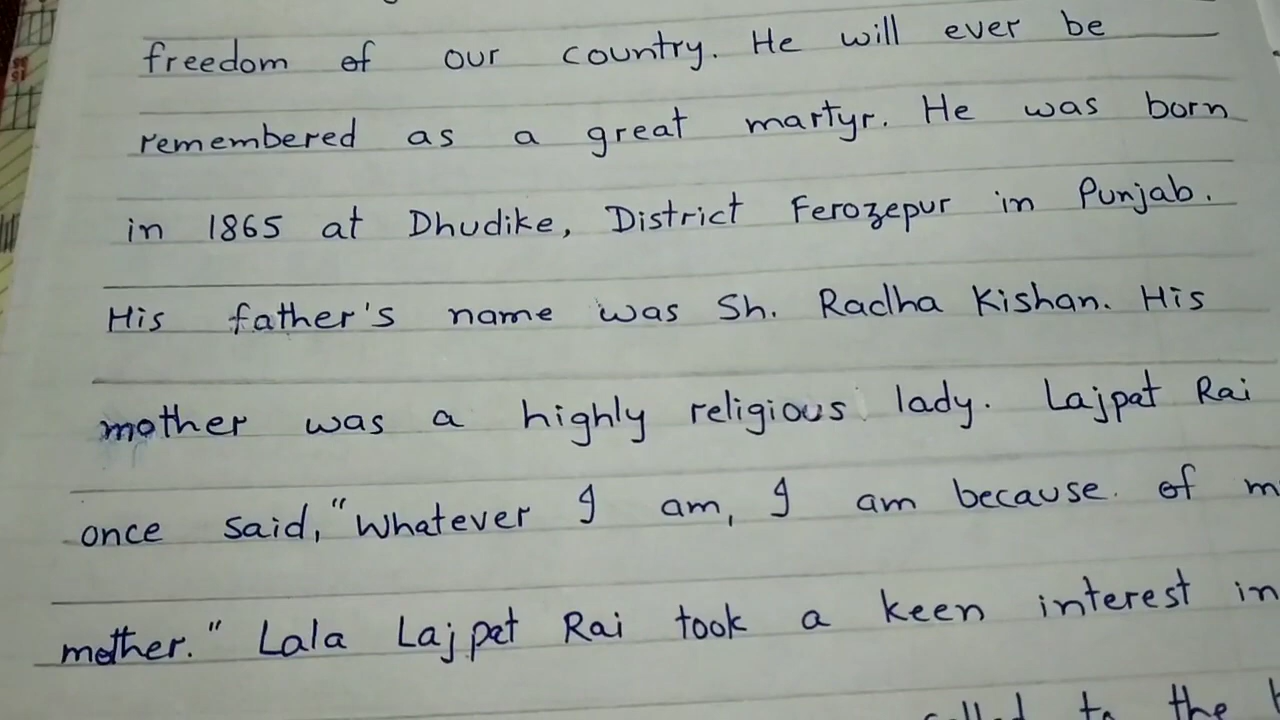 freedom of our country. He will ever be
remembered as a great martyr. He was born
in 1865 at Dhudike, District Ferozepur in Punjab.
His father's name was Sh. Radha Kishan. His
mother was a highly religious lady. Lajpat Rai
once said, "Whatever I am, I am because of
mother." Lala Lajpat Rai took a keen interest in
to the